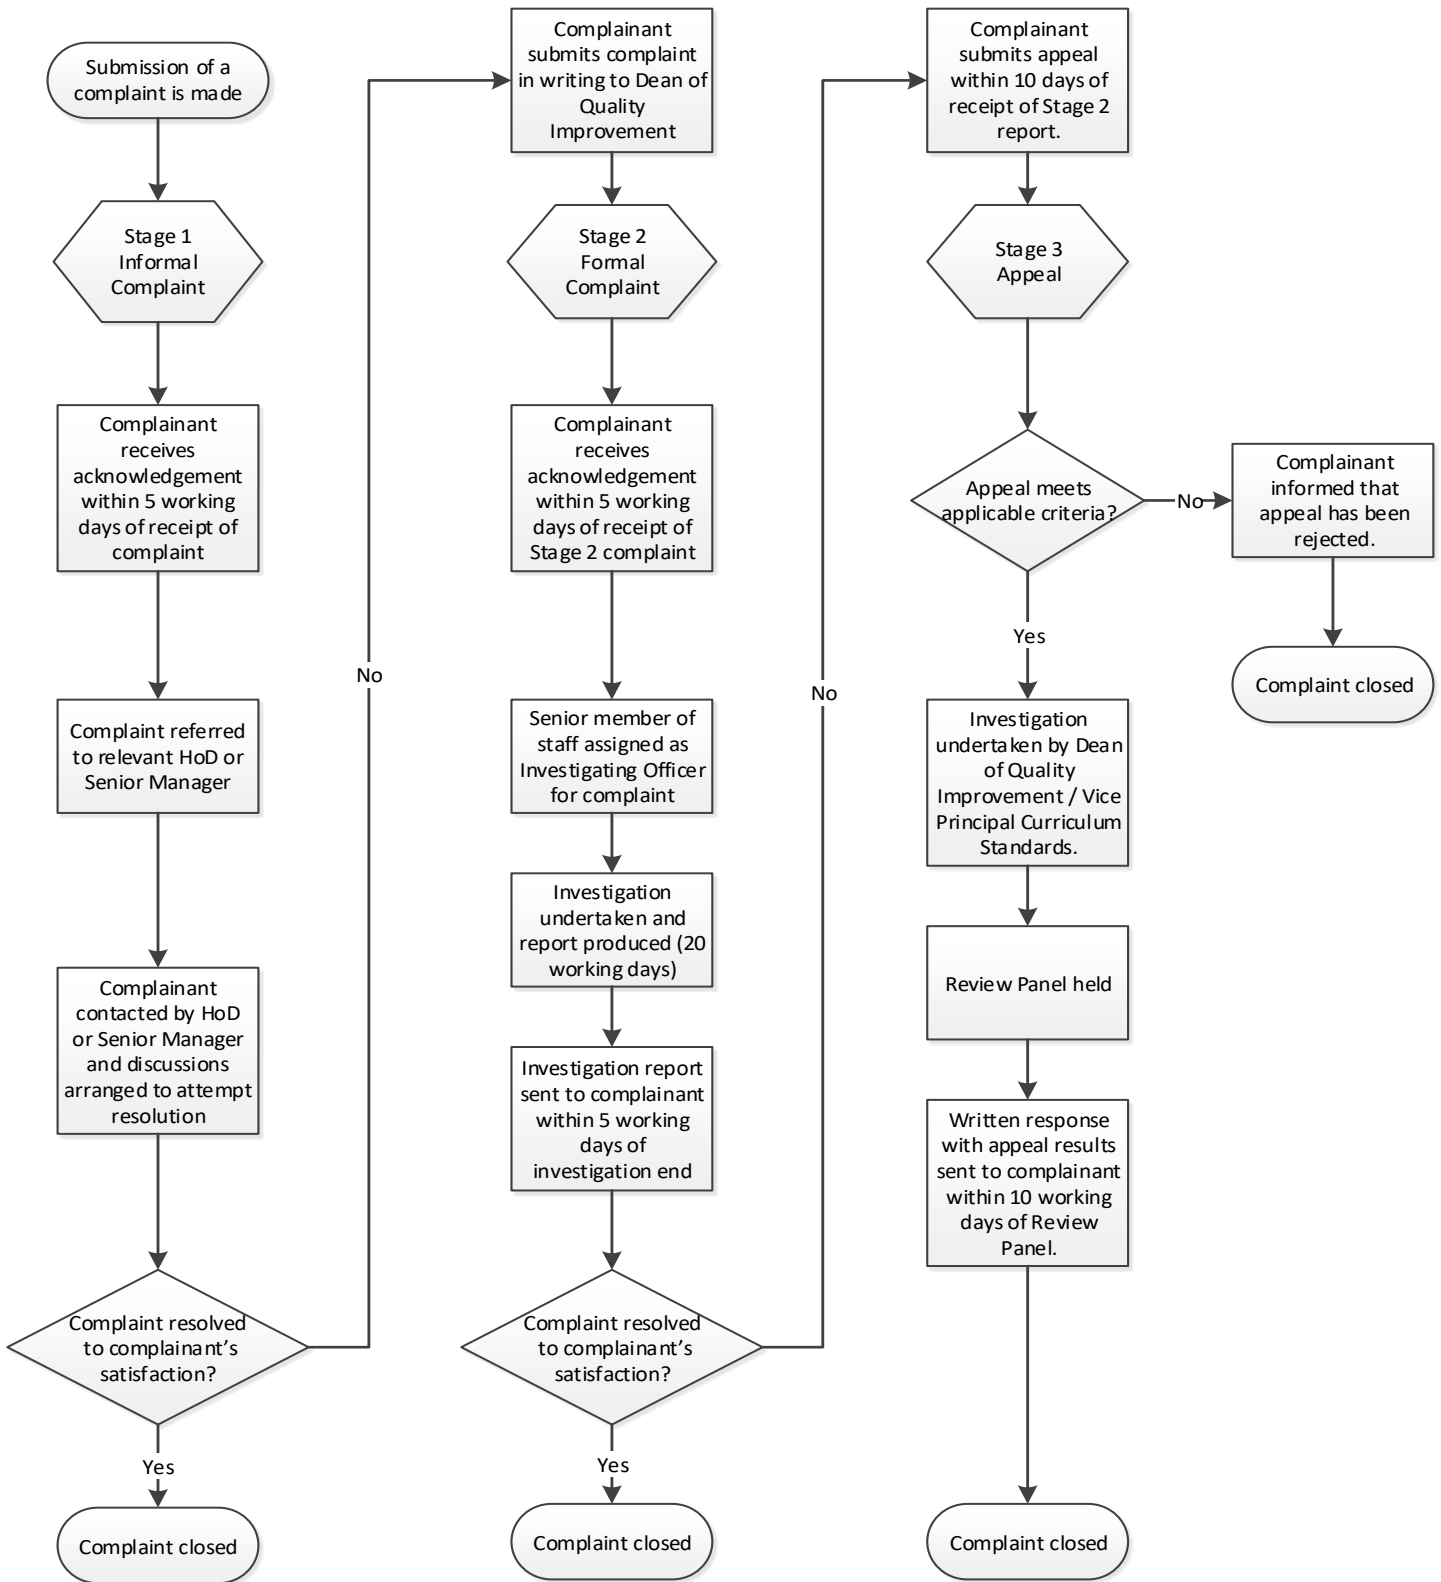 Submission of a
complaint is made
Stage 1
Informal
Complaint
Complainant
receives
acknowledgement
within 5 working
days of receipt of
complaint
Complaint referred
to relevant HoD or
Senior Manager
Complainant
contacted by HoD
or Senior Manager
and discussions
arranged to attempt
resolution
Complaint resolved
to complainant’s
satisfaction?
Yes
Complaint closed
No
Complainant
submits complaint
in writing to Dean of
Quality
Improvement
Stage 2
Formal
Complaint
Complainant
receives
acknowledgement
within 5 working
days of receipt of
Stage 2 complaint
Senior member of
staff assigned as
Investigating Officer
for complaint
Investigation
undertaken and
report produced (20
working days)
Investigation report
sent to complainant
within 5 working
days of
investigation end
Complaint resolved
to complainant’s
satisfaction?
Yes
Complaint closed
No
Complainant
submits appeal
within 10 days of
receipt of Stage 2
report.
Stage 3
Appeal
Appeal meets
applicable criteria?
No
Complainant
informed that
appeal has been
rejected.
Complaint closed
Yes
Investigation
undertaken by Dean
of Quality
Improvement / Vice
Principal Curriculum
Standards.
Review Panel held
Written response
with appeal results
sent to complainant
within 10 working
days of Review
Panel.
Complaint closed